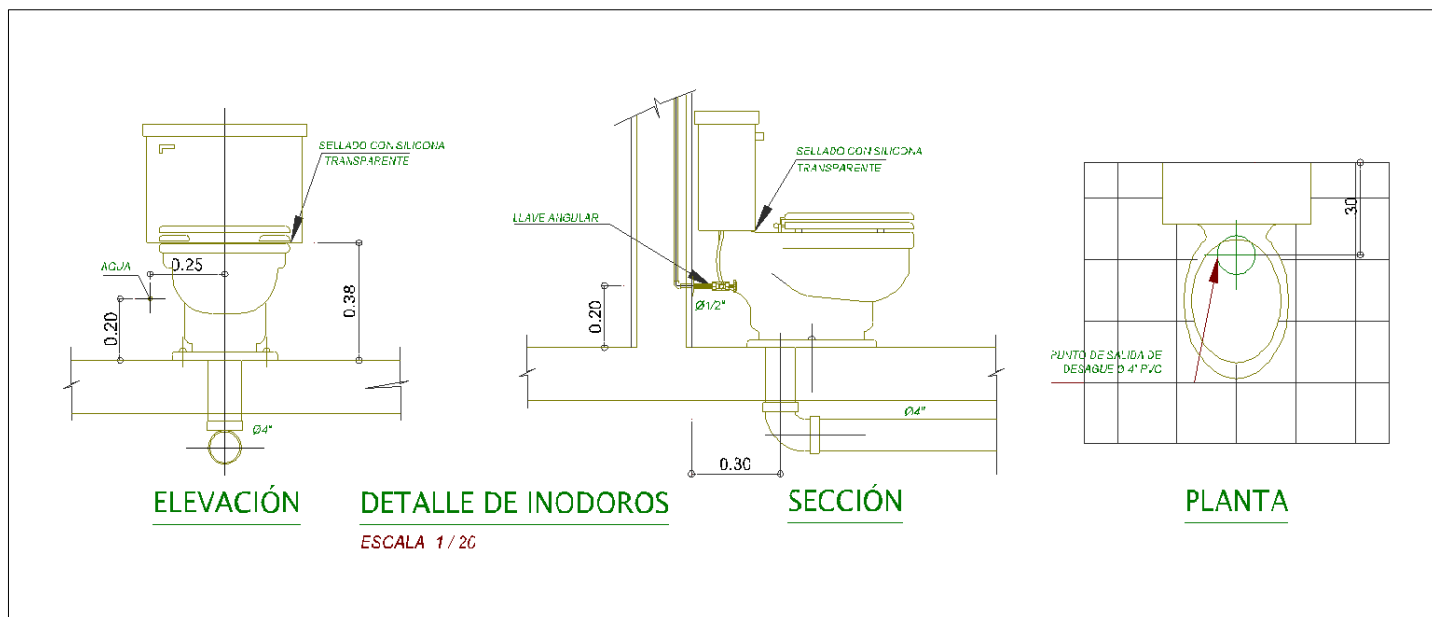 SELLADO CON SILICONA
TRANSPARENTE
AGUA
0.25
0.20
0.38
Ø4"
ELEVACIÓN
DETALLE DE INODOROS
ESCALA 1 / 20
SELLADO CON SILICONA
TRANSPARENTE
LLAVE ANGULAR
Ø1/2"
0.20
Ø4"
0.30
SECCIÓN
30
PUNTO DE SALIDA DE
DESAGUE O 4" PVC
PLANTA